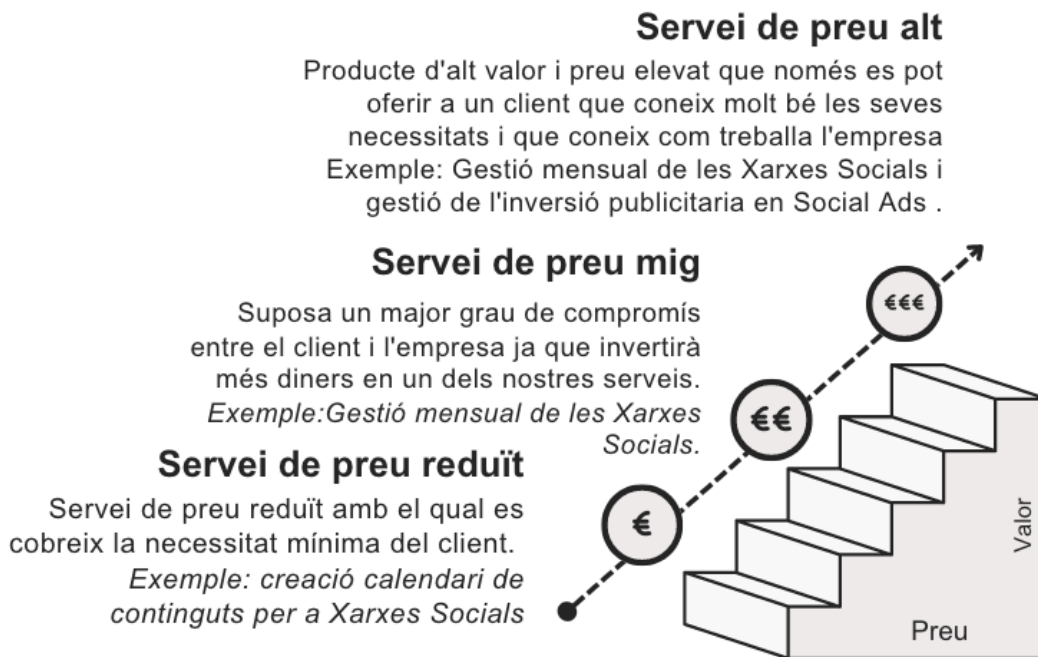 Servei de preu alt
Producte d'alt valor i preu elevat que només es pot
oferir a un client que coneix molt bé les seves
necessitats i que coneix com treballa l'empresa
Exemple: Gestió mensual de les Xarxes Socials i
gestió de l'inversió publicitaria en Social Ads .
Servei de preu mig
Suposa un major grau de compromís
entre el client i l'empresa ja que invertirà
més diners en un dels nostres serveis.
Exemple:Gestió mensual de les Xarxes
Socials.
Servei de preu reduït
Servei de preu reduït amb el qual es
cobreix la necessitat mínima del client.
Exemple: creació calendari de
continguts per a Xarxes Socials
€€€
€€
€
Valor
Preu